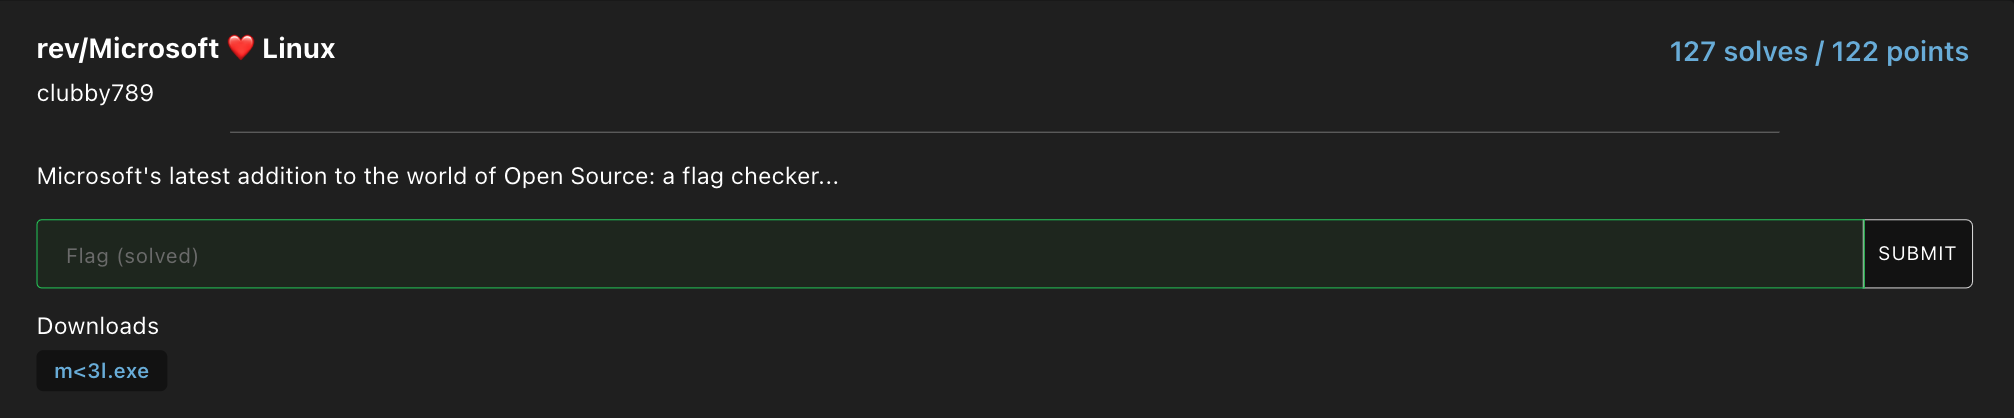 rev/Microsoft ❤️ Linux
127 solves / 122 points
clubby789
Microsoft's latest addition to the world of Open Source: a flag checker...
Flag (solved)
SUBMIT
Downloads
m<3l.exe